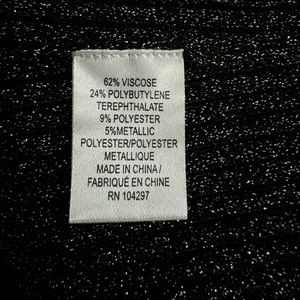 62% VISCOSE
24% POLYBUTYLENE
TEREPHTHALATE
9% POLYESTER
5%METALLIC
POLYESTER/POLYESTER
METALLIQUE
MADE IN CHINA /
FABRIQUÉ EN CHINE
RN 104297